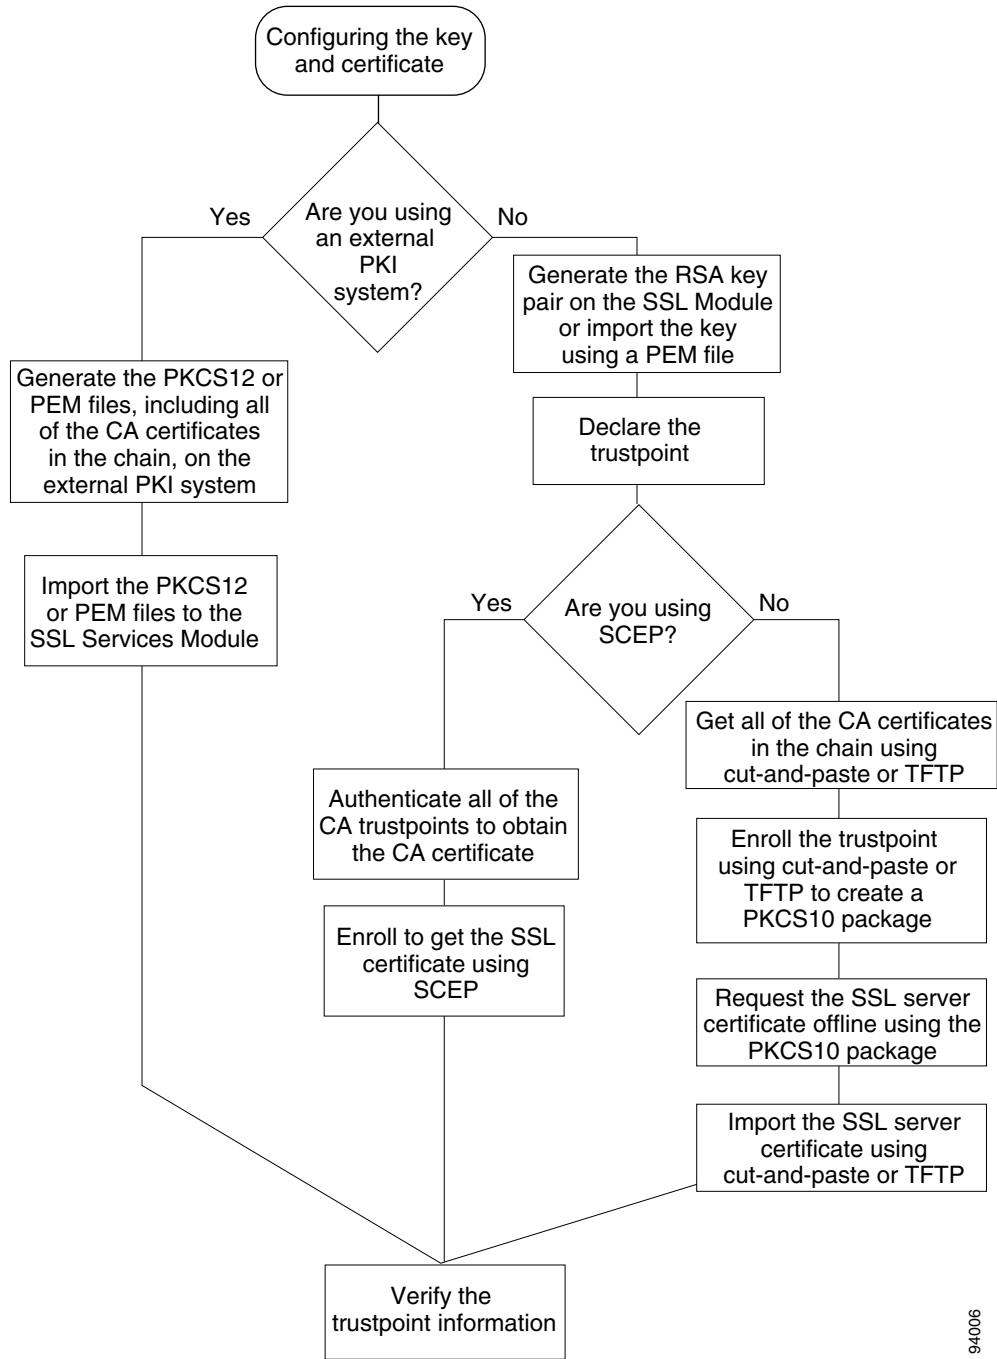 Configuring the key
and certificate
Are you using
an external
PKI
system?
Yes
No
Generate the RSA key
pair on the SSL Module
or import the key
using a PEM file
Generate the PKCS12 or
PEM files, including all
of the CA certificates
in the chain, on the
external PKI system
Declare the
trustpoint
Import the PKCS12
or PEM files to the
SSL Services Module
Yes
Are you using
SCEP?
No
Get all of the CA certificates
in the chain using
cut-and-paste or TFTP
Authenticate all of the
CA trustpoints to obtain
the CA certificate
Enroll the trustpoint
using cut-and-paste or
TFTP to create a
PKCS10 package
Enroll to get the SSL
certificate using
SCEP
Request the SSL server
certificate offline using the
PKCS10 package
Import the SSL server
certificate using
cut-and-paste or TFTP
Verify the
trustpoint information
94006